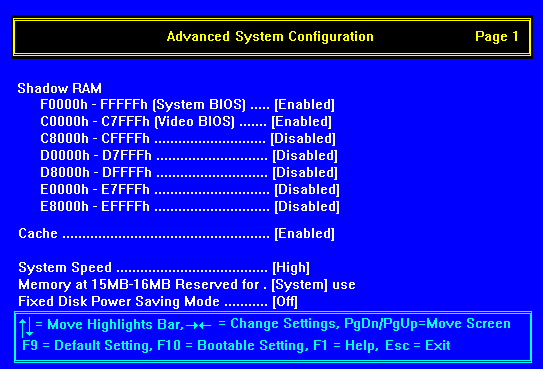 Advanced System Configuration Page 1
Shadow RAM
F0000h - FFFFFh (System BIOS) ..... [Enabled]
C0000h - C7FFFh (Video BIOS) ....... [Enabled]
C8000h - CFFFFh ............................ [Disabled]
D0000h - D7FFFh ............................ [Disabled]
D8000h - DFFFFh ............................ [Disabled]
E0000h - E7FFFh ............................ [Disabled]
E8000h - EFFFFh ............................ [Disabled]
Cache .................................................... [Enabled]
System Speed ...................................... [High]
Memory at 15MB-16MB Reserved for . [System] use
Fixed Disk Power Saving Mode ........... [Off]
↑↓ = Move Highlights Bar, →← = Change Settings, PgDn/PgUp=Move Screen
F9 = Default Setting, F10 = Bootable Setting, F1 = Help, Esc = Exit